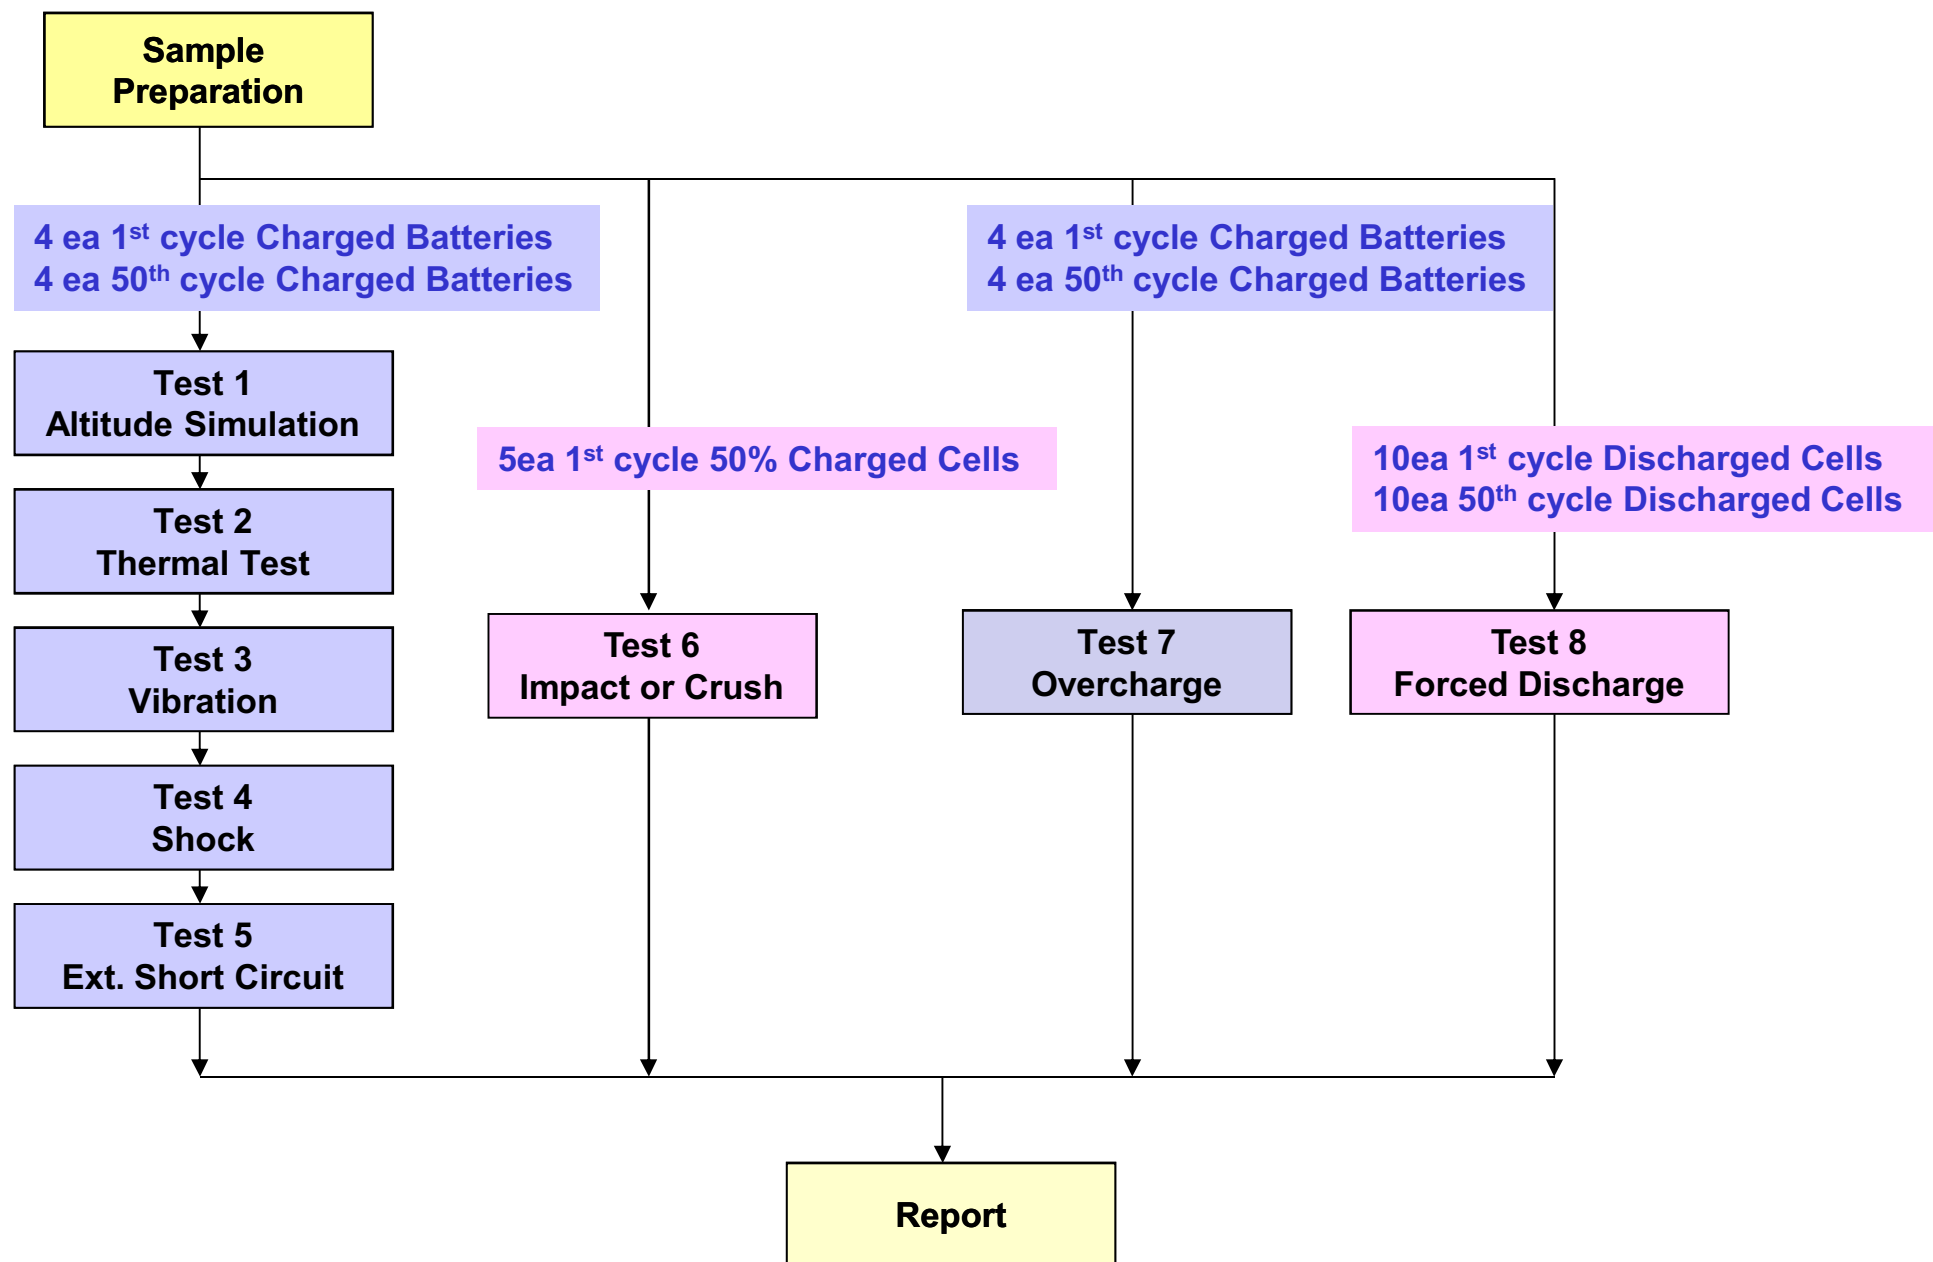 Sample
Preparation
4 ea 1st cycle Charged Batteries
4 ea 50th cycle Charged Batteries
4 ea 1st cycle Charged Batteries
4 ea 50th cycle Charged Batteries
Test 1
Altitude Simulation
5ea 1st cycle 50% Charged Cells
10ea 1st cycle Discharged Cells
10ea 50th cycle Discharged Cells
Test 2
Thermal Test
Test 3
Vibration
Test 6
Impact or Crush
Test 7
Overcharge
Test 8
Forced Discharge
Test 4
Shock
Test 5
Ext. Short Circuit
Report